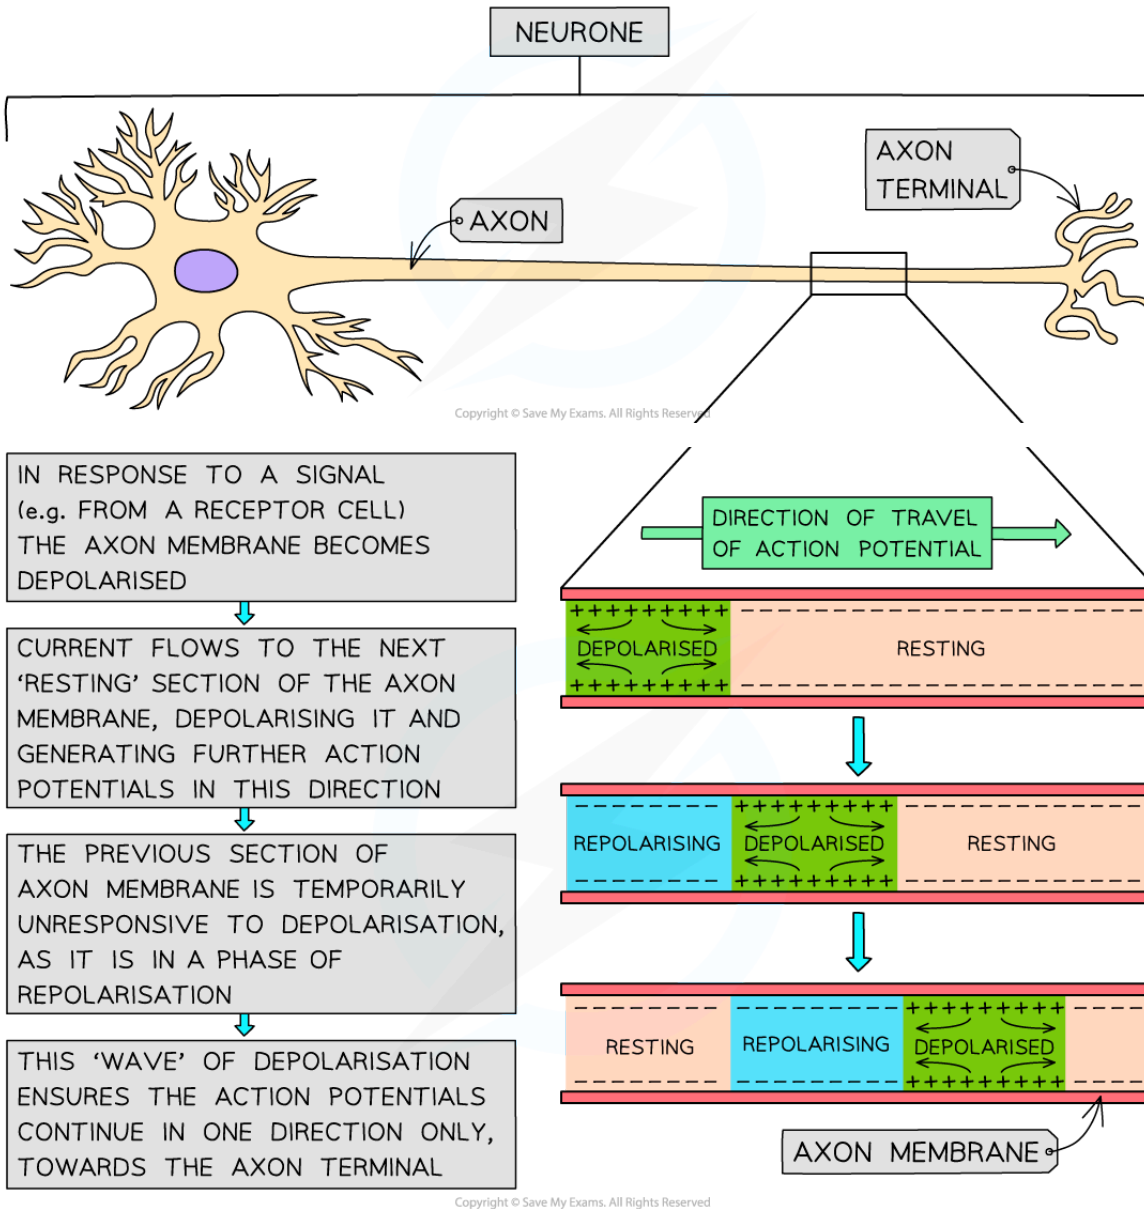 NEURONE
AXON
TERMINAL
AXON
Copyright © Save My Exams. All Rights Reserved
IN RESPONSE TO A SIGNAL
(e.g. FROM A RECEPTOR CELL)
THE AXON MEMBRANE BECOMES
DEPOLARISED
CURRENT FLOWS TO THE NEXT
‘RESTING’ SECTION OF THE AXON
MEMBRANE, DEPOLARISING IT AND
GENERATING FURTHER ACTION
POTENTIALS IN THIS DIRECTION
THE PREVIOUS SECTION OF
AXON MEMBRANE IS TEMPORARILY
UNRESPONSIVE TO DEPOLARISATION,
AS IT IS IN A PHASE OF
REPOLARISATION
THIS ‘WAVE’ OF DEPOLARISATION
ENSURES THE ACTION POTENTIALS
CONTINUE IN ONE DIRECTION ONLY,
TOWARDS THE AXON TERMINAL
DIRECTION OF TRAVEL
OF ACTION POTENTIAL
+++++++++ ––––––––––––––––––––––
DEPOLARISED RESTING
+++++++++ ––––––––––––––––––––––
–––––––– +++++++++ –––––––––––––
REPOLARISING DEPOLARISED RESTING
–––––––– +++++++++ –––––––––––––
–––––––– –––––––– +++++++++ ––––
RESTING REPOLARISING DEPOLARISED
–––––––– –––––––– +++++++++ ––––
AXON MEMBRANE
Copyright © Save My Exams. All Rights Reserved